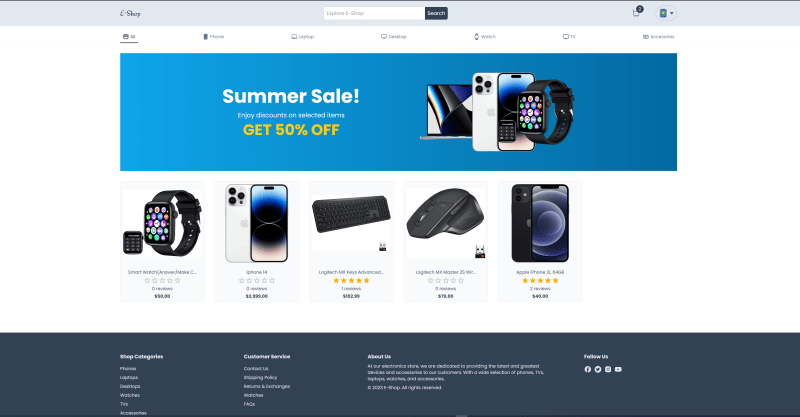 E-Shop
Explore E-Shop
Search
2
All
Phone
Laptop
Desktop
Watch
TV
Accessories
Summer Sale!
Enjoy discounts on selected items
GET 50% OFF
Smart Watch(Answer/Make C...
0 reviews
$50.00
Iphone 14
0 reviews
$2,999.00
Logitech MX Keys Advanced...
1 reviews
$102.99
Logitech MX Master 2S Wir...
0 reviews
$70.00
Apple iPhone 12, 64GB
2 reviews
$40.00
Shop Categories
Phones
Laptops
Desktops
Watches
TVs
Accessories
Customer Service
Contact Us
Shipping Policy
Returns & Exchanges
Watches
FAQs
About Us
At our electronics store, we are dedicated to providing the latest and greatest
devices and accessories to our customers. With a wide selection of phones, TVs,
laptops, watches, and accessories.
© 2023 E-Shop. All rights reserved.
Follow Us